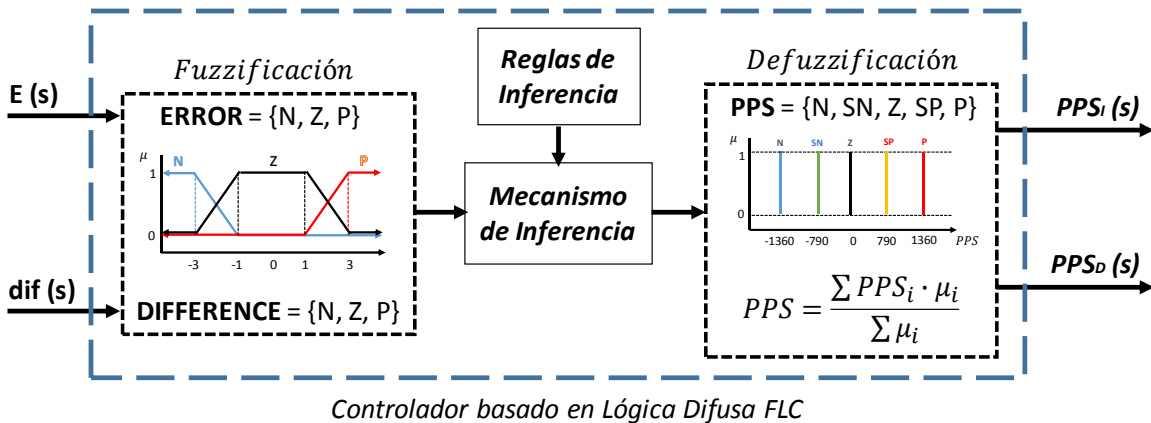 E (s)
dif (s)
Fuzzificación
ERROR = {N, Z, P}
μ
N
Z
P
1
0
-3
-1
0
1
3
DIFFERENCE = {N, Z, P}
Reglas de
Inferencia
Mecanismo
de Inferencia
Defuzzificación
PPS = {N, SN, Z, SP, P}
μ
N
SN
Z
SP
P
1
0
-1360
-790
0
790
1360
PPS
PPS = ∑ PPSᵢ · μᵢ / ∑ μᵢ
PPSI (s)
PPSD (s)
Controlador basado en Lógica Difusa FLC